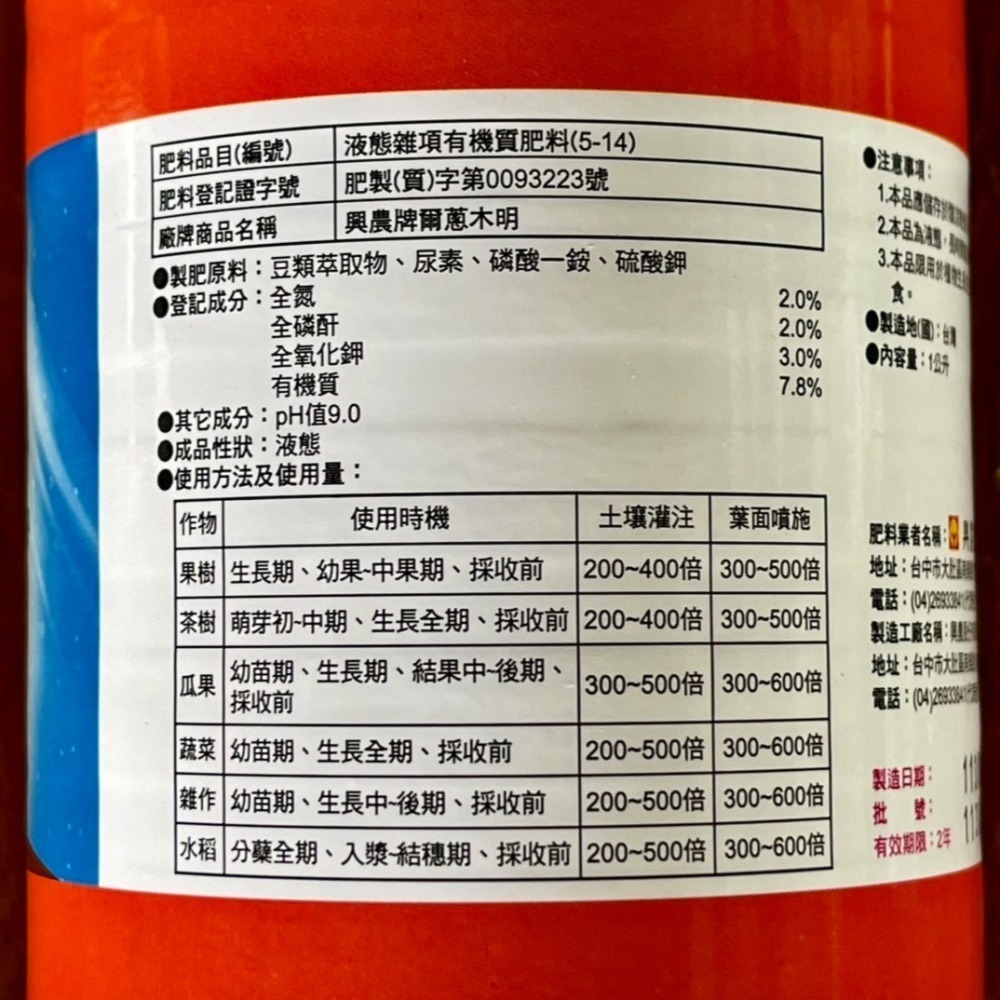 肥料品目(編號) 液態雜項有機質肥料(5-14)
肥料登記證字號 肥製(質)字第0093223號
廠牌商品名稱 興農牌爾蔥木明
●製肥原料：豆類萃取物、尿素、磷酸一銨、硫酸鉀
●登記成分：全氮 2.0%
全磷酐 2.0%
全氧化鉀 3.0%
有機質 7.8%
●其它成分：pH值9.0
●成品性狀：液態
●使用方法及使用量：
作物 使用時機 土壤灌注 葉面噴施
果樹 生長期、幼果~中果期、採收前 200~400倍 300~500倍
茶樹 萌芽初~中期、生長全期、採收前 200~400倍 300~500倍
瓜果 幼苗期、生長期、結果中~後期、
採收前 300~500倍 300~600倍
蔬菜 幼苗期、生長全期、採收前 200~500倍 300~600倍
雜作 幼苗期、生長中~後期、採收前 200~500倍 300~600倍
水稻 分蘗全期、入漿~結穗期、採收前 200~500倍 300~600倍
●注意事項：
1.本品應儲存於
2.本品為液態，
3.本品限用於植物生
食。
●製造地(國)：台灣
●內容量：1公升
肥料業者名稱：
地址：台中市大肚區
電話：(04)26933841
製造工廠名稱：興農
地址：台中市大肚區
電話：(04)26933841
製造日期：
批 號：
有效期限：2年